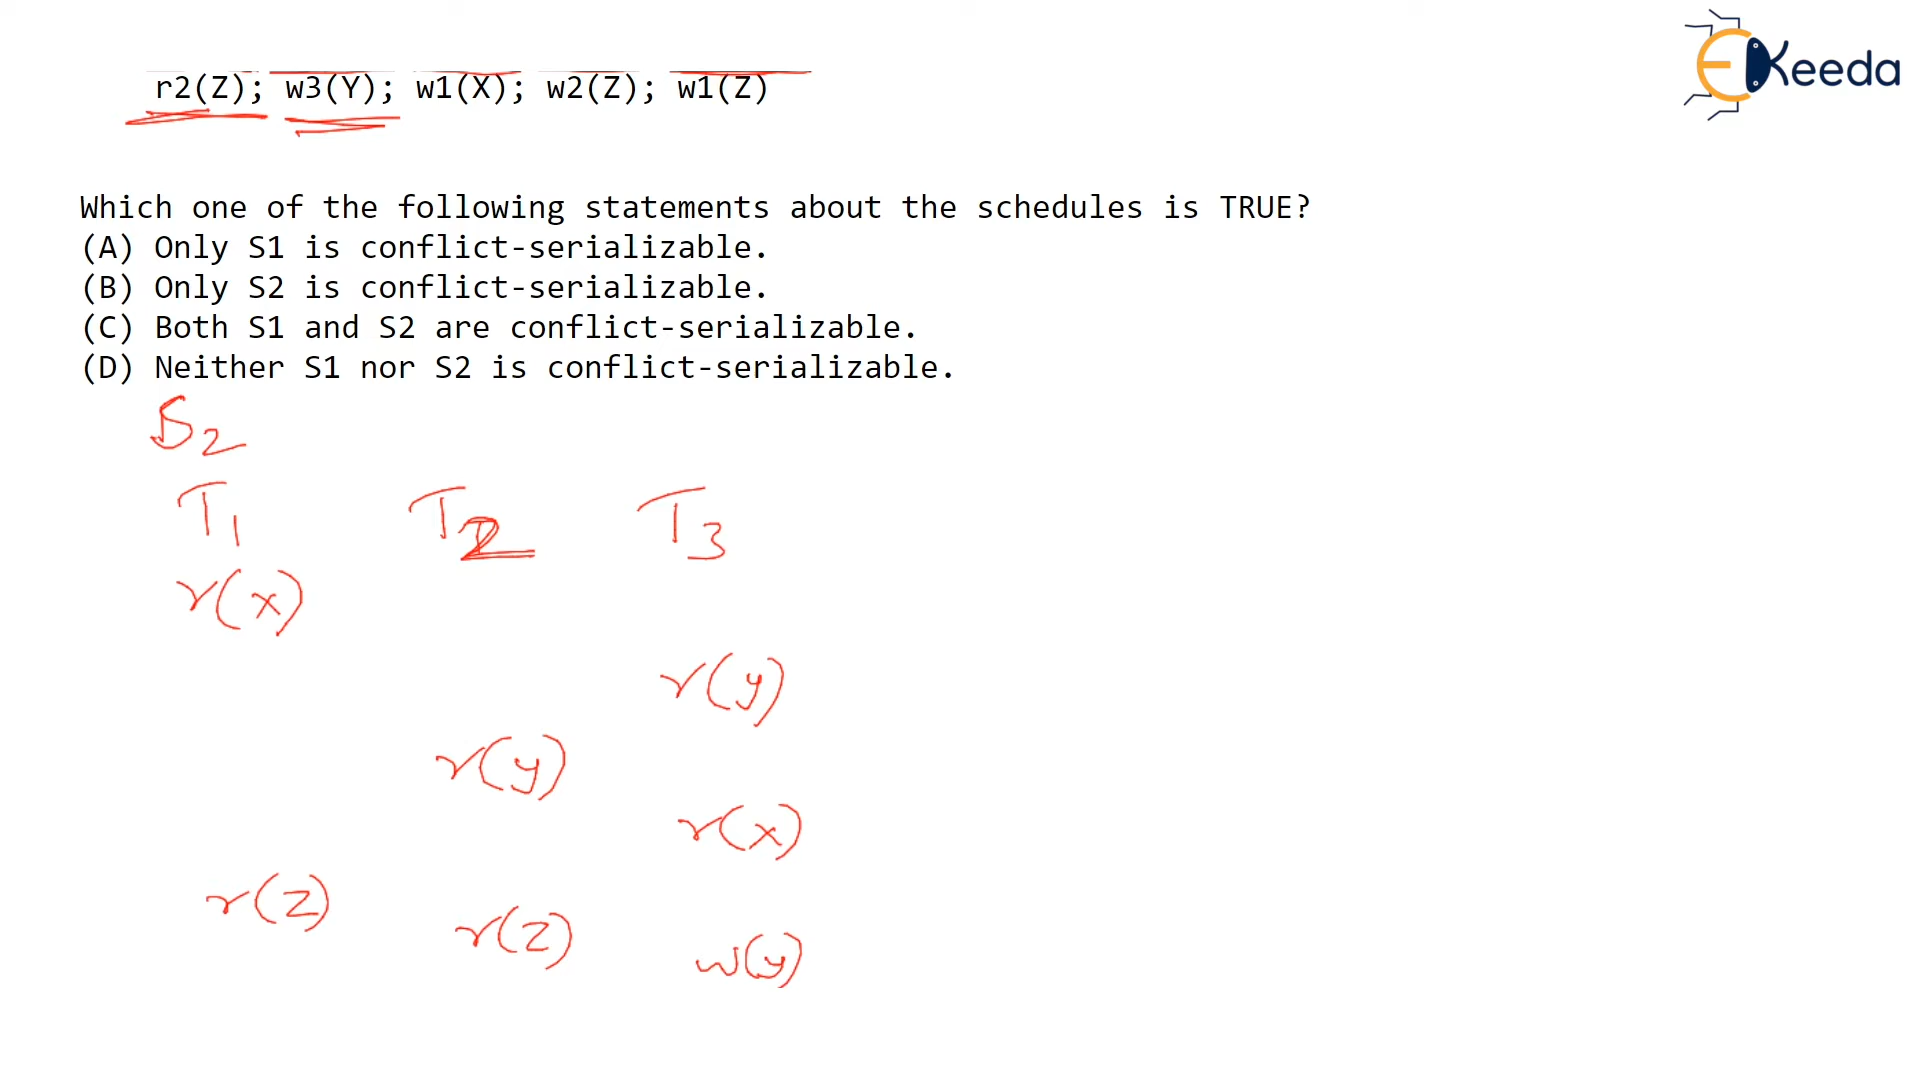 r2(Z); w3(Y); w1(X); w2(Z); w1(Z)
Keeda
Which one of the following statements about the schedules is TRUE?
(A) Only S1 is conflict-serializable.
(B) Only S2 is conflict-serializable.
(C) Both S1 and S2 are conflict-serializable.
(D) Neither S1 nor S2 is conflict-serializable.
S2
T1 T2 T3
r(x)
r(y)
r(y)
r(x)
r(z)
r(z) w(y)